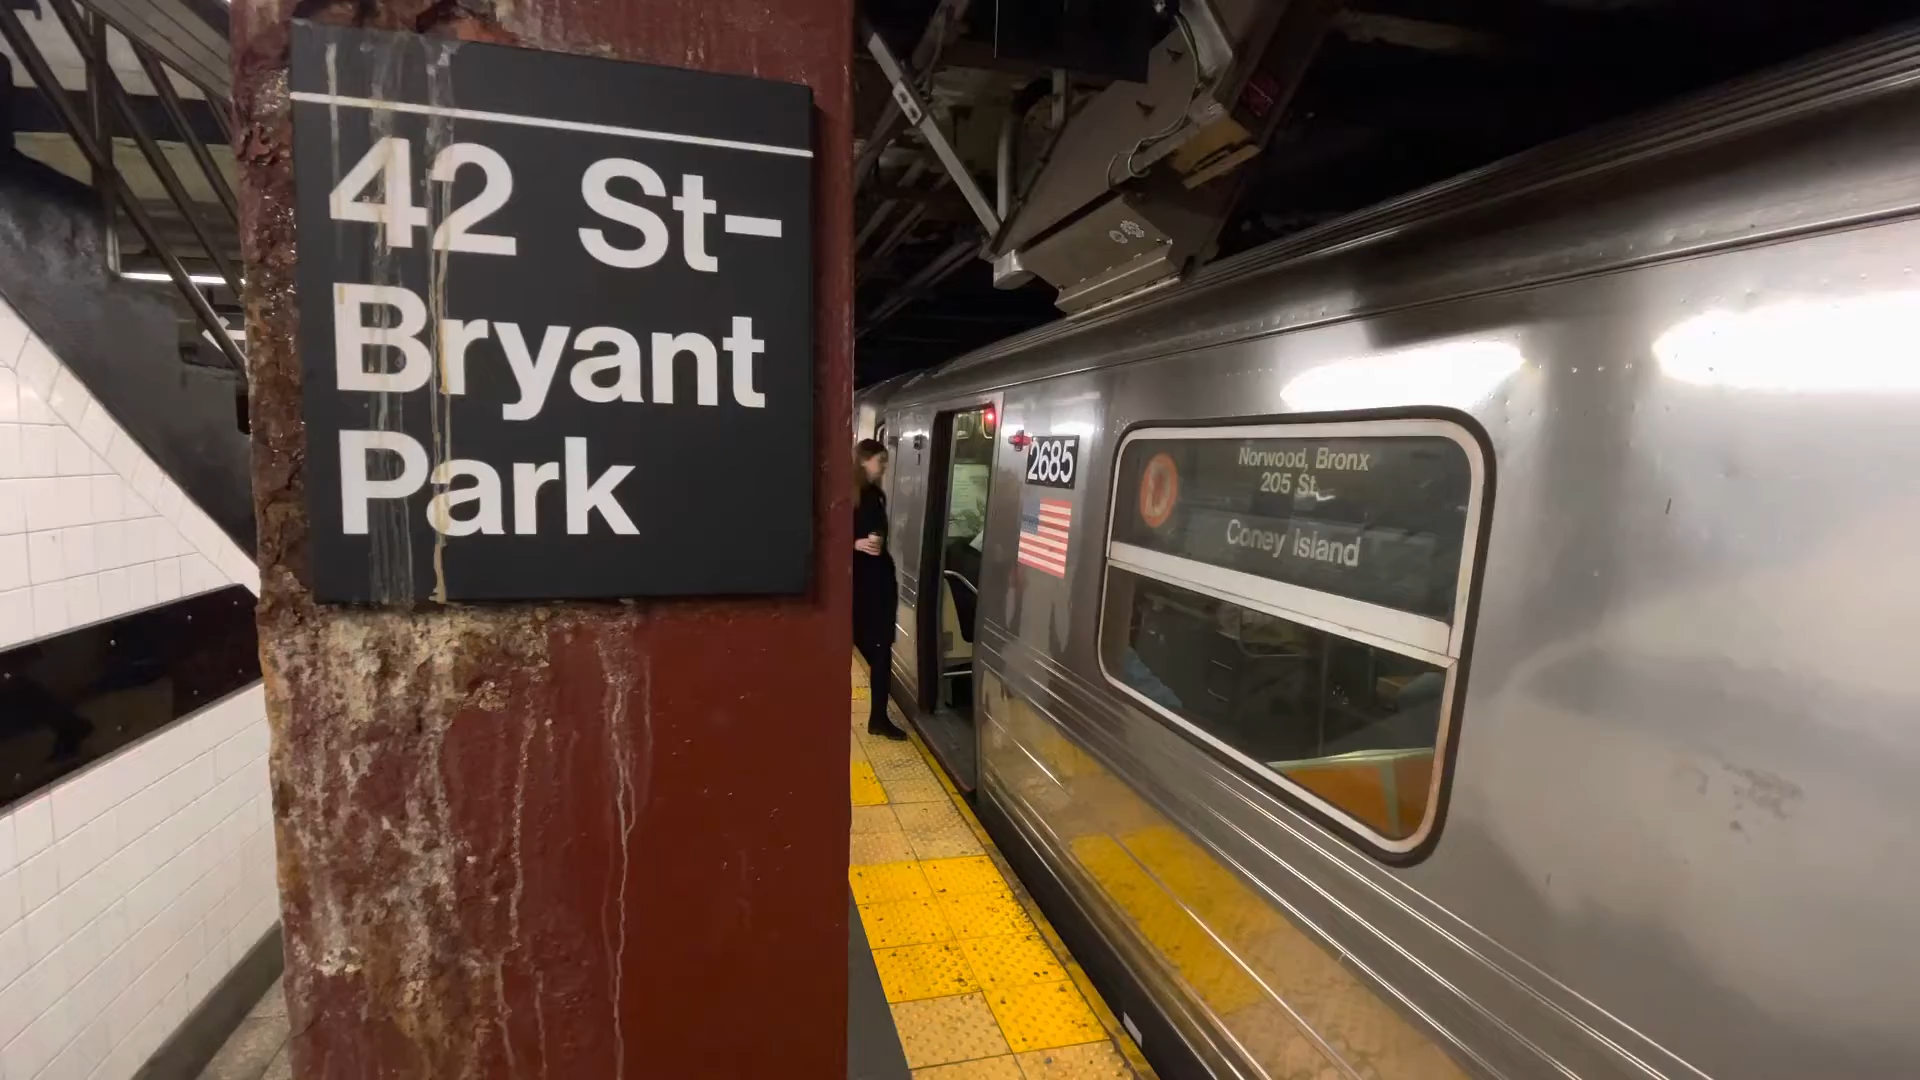 42 St-
Bryant
Park
2685
D
Norwood, Bronx
205 St.
Coney Island